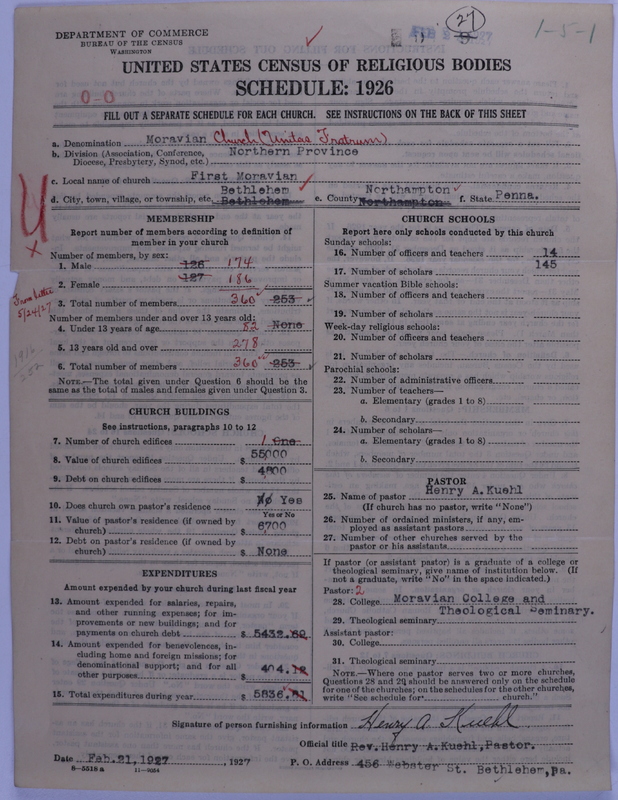 DEPARTMENT OF COMMERCE
BUREAU OF THE CENSUS
WASHINGTON
27
1-5-1
UNITED STATES CENSUS OF RELIGIOUS BODIES
SCHEDULE: 1926
0-0
FILL OUT A SEPARATE SCHEDULE FOR EACH CHURCH. SEE INSTRUCTIONS ON THE BACK OF THIS SHEET
a. Denomination Moravian Church (Unitae Fratrum)
b. Division (Association, Conference, Northern Province
Diocese, Presbytery, Synod, etc.)
c. Local name of church First Moravian
Bethlehem Northampton
d. City, town, village, or township, etc. Bethlehem e. County Northampton f. State Penna.
MEMBERSHIP
Report number of members according to definition of
member in your church
Number of members, by sex:
1. Male 126 174
2. Female 127 186
From letter
5/24/27
3. Total number of members 360 253
Number of members under and over 13 years old:
4. Under 13 years of age 82 None
5. 13 years old and over 278
6. Total number of members 360 253
NOTE.—The total given under Question 6 should be the
same as the total of males and females given under Question 3.
CHURCH BUILDINGS
See instructions, paragraphs 10 to 12
7. Number of church edifices 1 One
8. Value of church edifices $ 55000
9. Debt on church edifices $ 4800
10. Does church own pastor's residence No Yes
Yes or No
11. Value of pastor's residence (if owned by
church) $ 6700
12. Debt on pastor's residence (if owned by
church) $ None
EXPENDITURES
Amount expended by your church during last fiscal year
13. Amount expended for salaries, repairs,
and other running expenses; for im-
provements or new buildings; and for
payments on church debt $ 5432.69
14. Amount expended for benevolences, in-
cluding home and foreign missions; for
denominational support; and for all
other purposes $ 404.12
15. Total expenditures during year $ 5836.81
CHURCH SCHOOLS
Report here only schools conducted by this church
Sunday schools:
16. Number of officers and teachers 14
17. Number of scholars 145
Summer vacation Bible schools:
18. Number of officers and teachers
19. Number of scholars
Week-day religious schools:
20. Number of officers and teachers
21. Number of scholars
Parochial schools:
22. Number of administrative officers
23. Number of teachers—
a. Elementary (grades 1 to 8)
b. Secondary
24. Number of scholars—
a. Elementary (grades 1 to 8)
b. Secondary
PASTOR
25. Name of pastor Henry A.Kuehl
(If church has no pastor, write "None")
26. Number of ordained ministers, if any, em-
ployed as assistant pastors
27. Number of other churches served by the
pastor or his assistants
If pastor (or assistant pastor) is a graduate of a college or
theological seminary, give name of institution below. (If
not a graduate, write "No" in the space indicated.)
Pastor: 2
28. College Moravian College and
Theological Seminary.
29. Theological seminary
Assistant pastor:
30. College
31. Theological seminary
NOTE.—Where one pastor serves two or more churches,
Questions 28 and 29 should be answered only on the schedule
for one of the churches; on the schedules for the other churches,
write "See schedule for church."
Signature of person furnishing information Henry A. Kuehl
Official title Rev. Henry A.Kuehl,Pastor.
Date Feb.21,1927, 1927 P. O. Address 456 Webster St. Bethlehem,Pa.
8-5518 a 11-9024